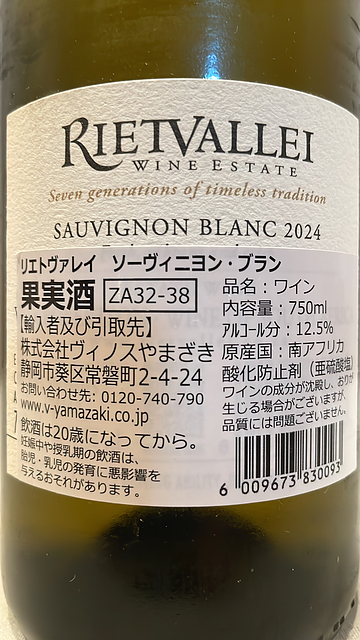 RIETVALLEI
WINE ESTATE
Seven generations of timeless tradition
SAUVIGNON BLANC 2024
リエトヴァレイ ソーヴィニヨン・ブラン
果実酒 ZA32-38
【輸入者及び引取先】
株式会社ヴィノスやまざき
静岡市葵区常磐町2-4-24
お問い合わせ先: 0120-740-790
www.v-yamazaki.co.jp
飲酒は20歳になってから。
妊娠中や授乳期の飲酒は、
胎児・乳児の発育に悪影響を
与えるおそれがあります。
品名：ワイン
内容量：750ml
アルコール分：12.5%
原産国：南アフリカ
酸化防止剤（亜硫酸塩）
ワインの成分が沈殿し、おりが
生じる場合がございますが、
品質には問題ございません。
6 009673 830093